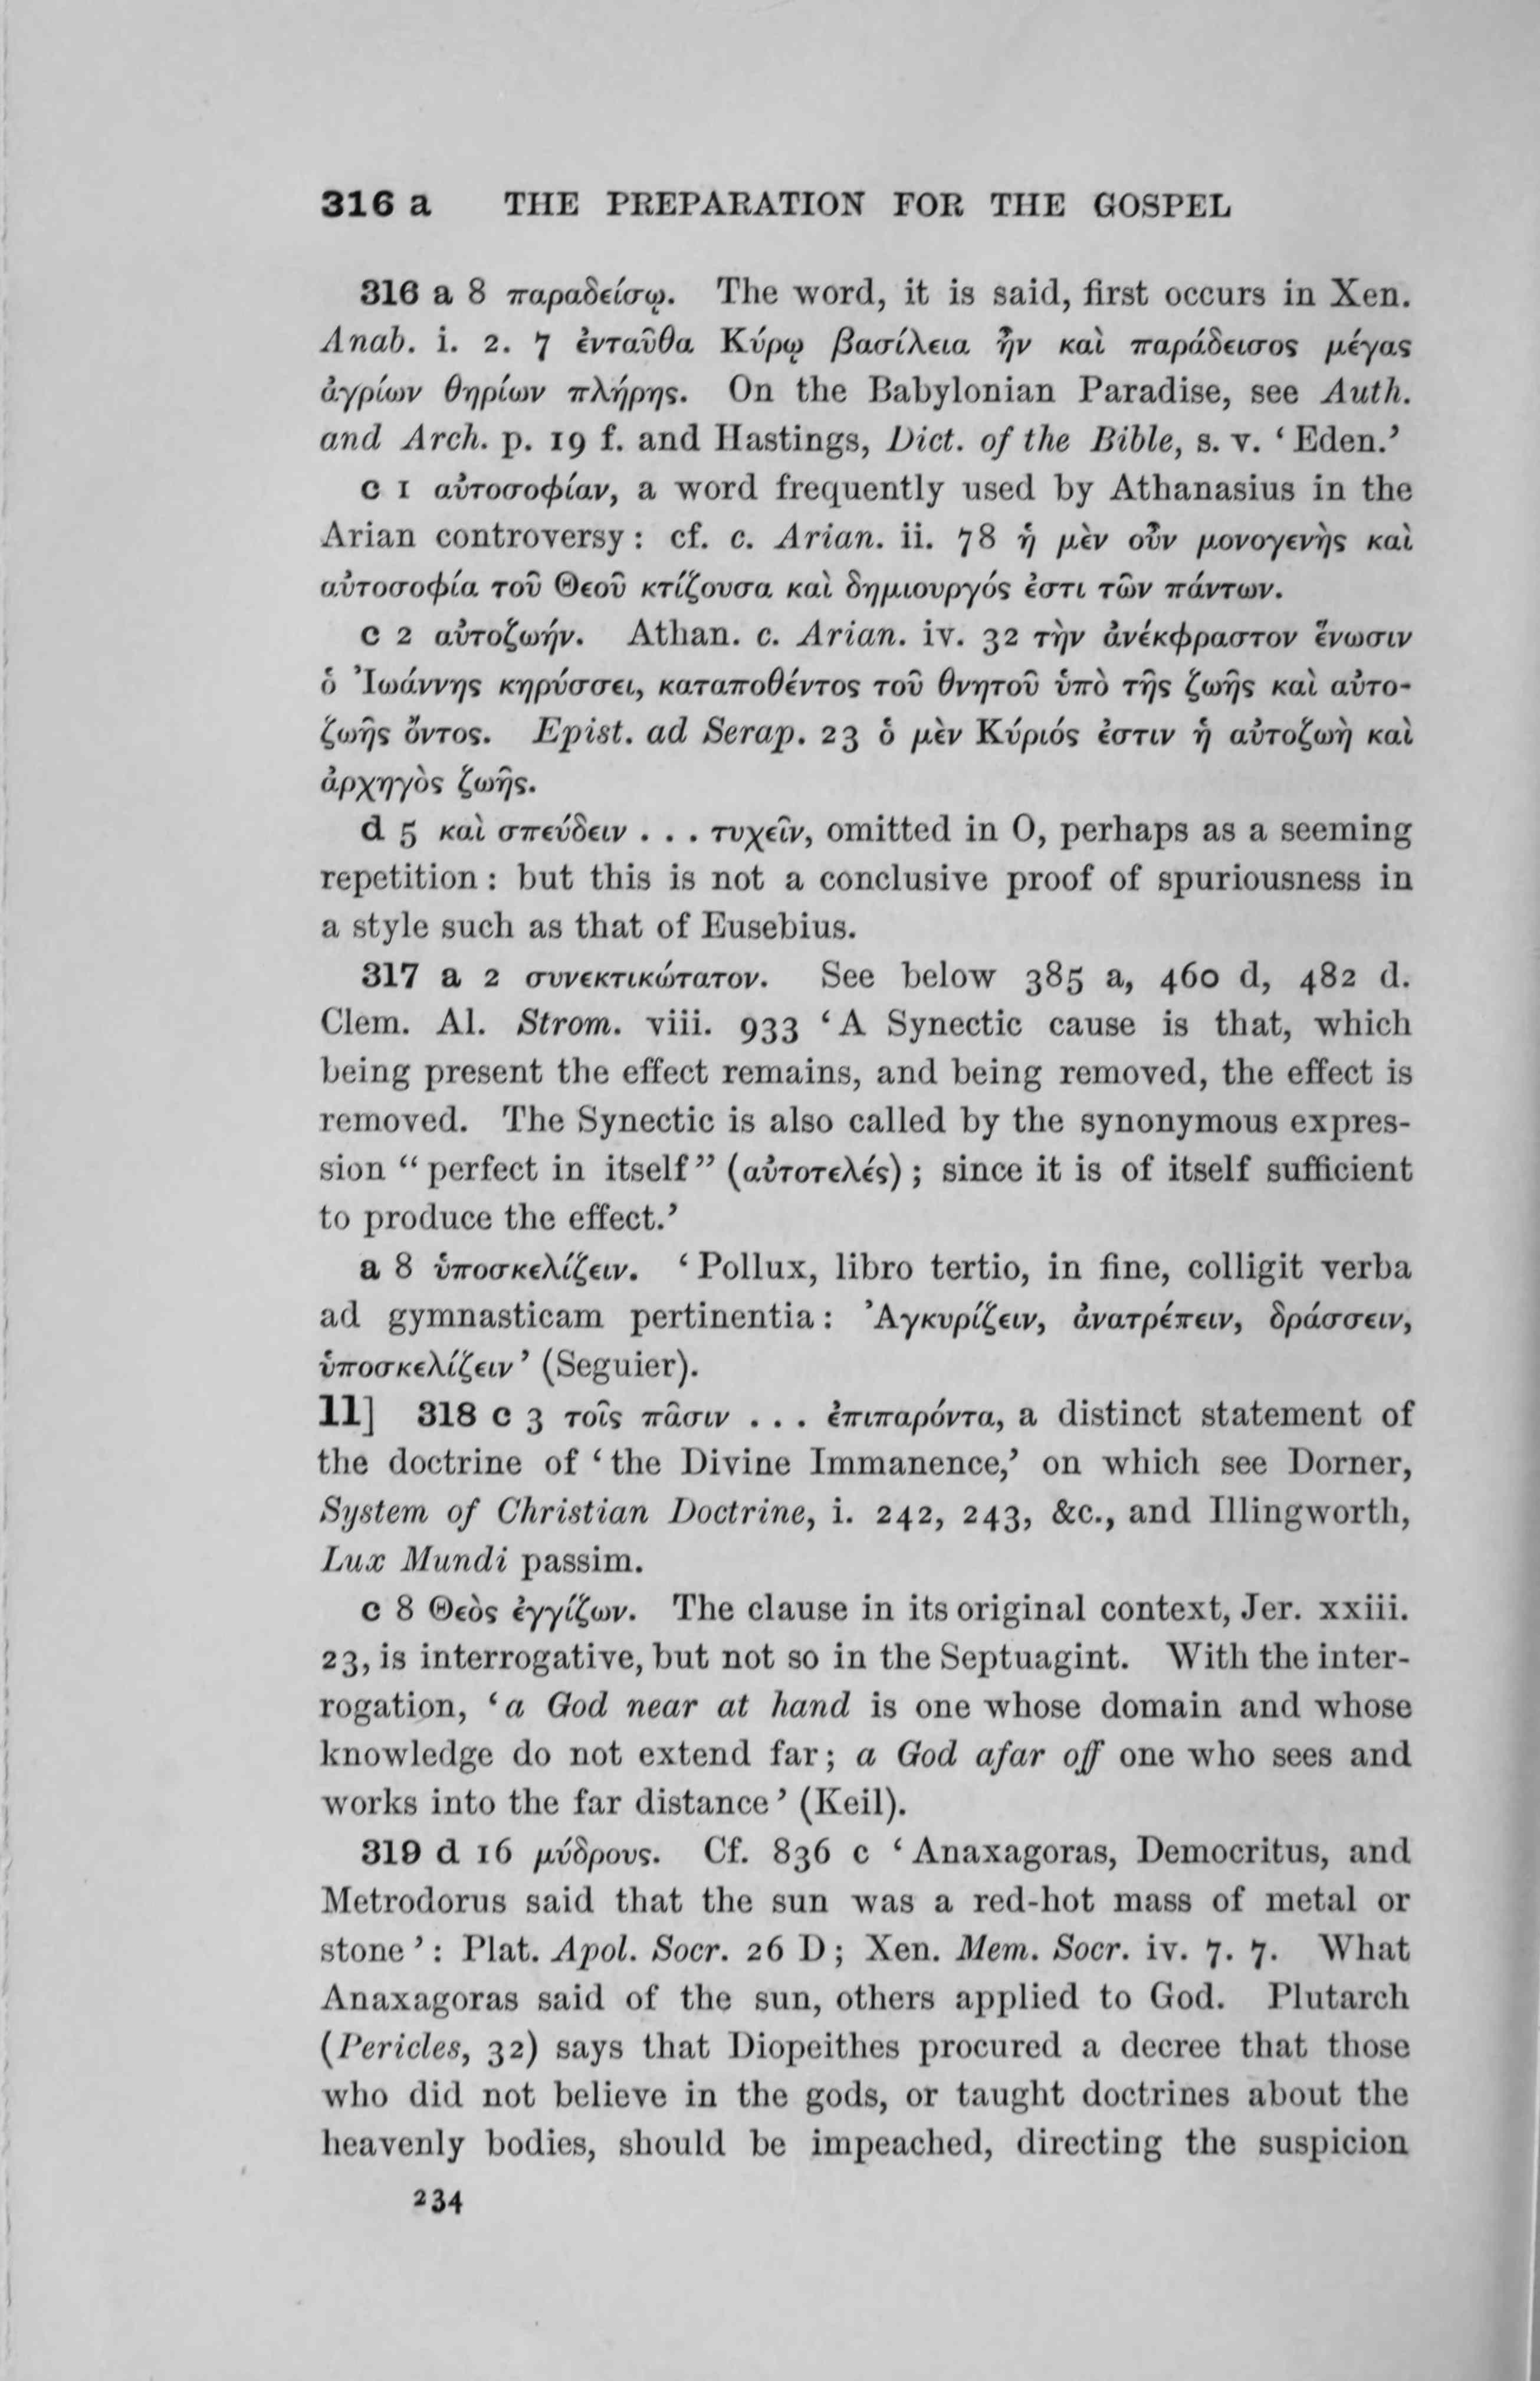 316 a THE PREPARATION FOR THE GOSPEL
316 a 8 παραδείσῳ. The word, it is said, first occurs in Xen.
Anab. i. 2. 7 ἐνταῦθα Κύρῳ βασίλεια ἦν καὶ παράδεισος μέγας
ἀγρίων θηρίων πλήρης. On the Babylonian Paradise, see Auth.
and Arch. p. 19 f. and Hastings, Dict. of the Bible, s. v. ‘Eden.’
c 1 αὐτοσοφίαν, a word frequently used by Athanasius in the
Arian controversy: cf. c. Arian. ii. 78 ἡ μὲν οὖν μονογενὴς καὶ
αὐτοσοφία τοῦ Θεοῦ κτίζουσα καὶ δημιουργός ἐστι τῶν πάντων.
c 2 αὐτοζωήν. Athan. c. Arian. iv. 32 τὴν ἀνέκφραστον ἕνωσιν
ὁ Ἰωάννης κηρύσσει, καταποθέντος τοῦ θνητοῦ ὑπὸ τῆς ζωῆς καὶ αὐτο-
ζωῆς ὄντος. Epist. ad Serap. 23 ὁ μὲν Κύριός ἐστιν ἡ αὐτοζωὴ καὶ
ἀρχηγὸς ζωῆς.
d 5 καὶ σπεύδειν . . . τυχεῖν, omitted in O, perhaps as a seeming
repetition: but this is not a conclusive proof of spuriousness in
a style such as that of Eusebius.
317 a 2 συνεκτικώτατον. See below 385 a, 460 d, 482 d.
Clem. Al. Strom. viii. 933 ‘A Synectic cause is that, which
being present the effect remains, and being removed, the effect is
removed. The Synectic is also called by the synonymous expres-
sion “perfect in itself” (αὐτοτελές); since it is of itself sufficient
to produce the effect.’
a 8 ὑποσκελίζειν. ‘Pollux, libro tertio, in fine, colligit verba
ad gymnasticam pertinentia: Ἀγκυρίζειν, ἀνατρέπειν, δράσσειν,
ὑποσκελίζειν’ (Seguier).
11] 318 c 3 τοῖς πᾶσιν . . . ἐπιπαρόντα, a distinct statement of
the doctrine of ‘the Divine Immanence,’ on which see Dorner,
System of Christian Doctrine, i. 242, 243, &c., and Illingworth,
Lux Mundi passim.
c 8 Θεὸς ἐγγίζων. The clause in its original context, Jer. xxiii.
23, is interrogative, but not so in the Septuagint. With the inter-
rogation, ‘a God near at hand is one whose domain and whose
knowledge do not extend far; a God afar off one who sees and
works into the far distance’ (Keil).
319 d 16 μύδρους. Cf. 836 c ‘Anaxagoras, Democritus, and
Metrodorus said that the sun was a red-hot mass of metal or
stone’: Plat. Apol. Socr. 26 D; Xen. Mem. Socr. iv. 7. 7. What
Anaxagoras said of the sun, others applied to God. Plutarch
(Pericles, 32) says that Diopeithes procured a decree that those
who did not believe in the gods, or taught doctrines about the
heavenly bodies, should be impeached, directing the suspicion
234